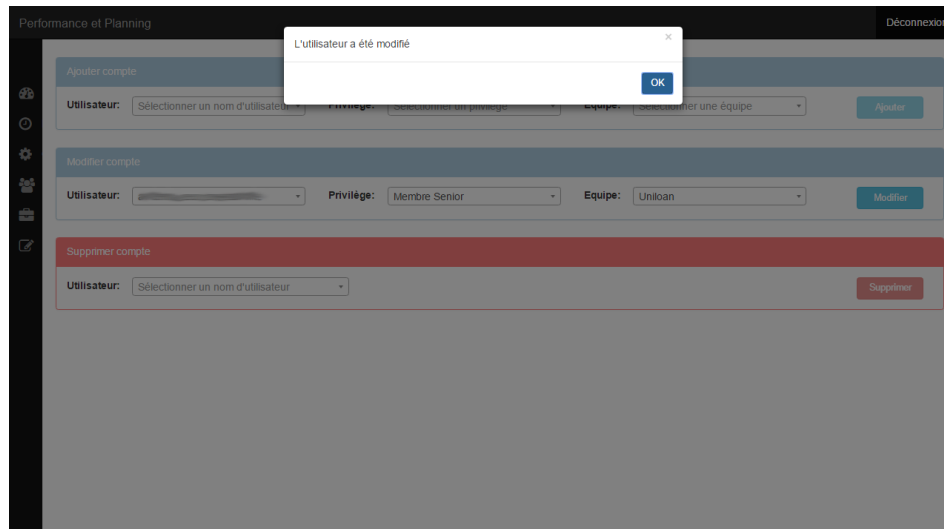 Performance et Planning Déconnexion
L'utilisateur a été modifié ×
OK
Ajouter compte
Utilisateur: Sélectionner un nom d'utilisateur Privilège: Sélectionner un privilège Equipe: Sélectionner une équipe Ajouter
Modifier compte
Utilisateur: Privilège: Membre Senior Equipe: Uniloan Modifier
Supprimer compte
Utilisateur: Sélectionner un nom d'utilisateur Supprimer